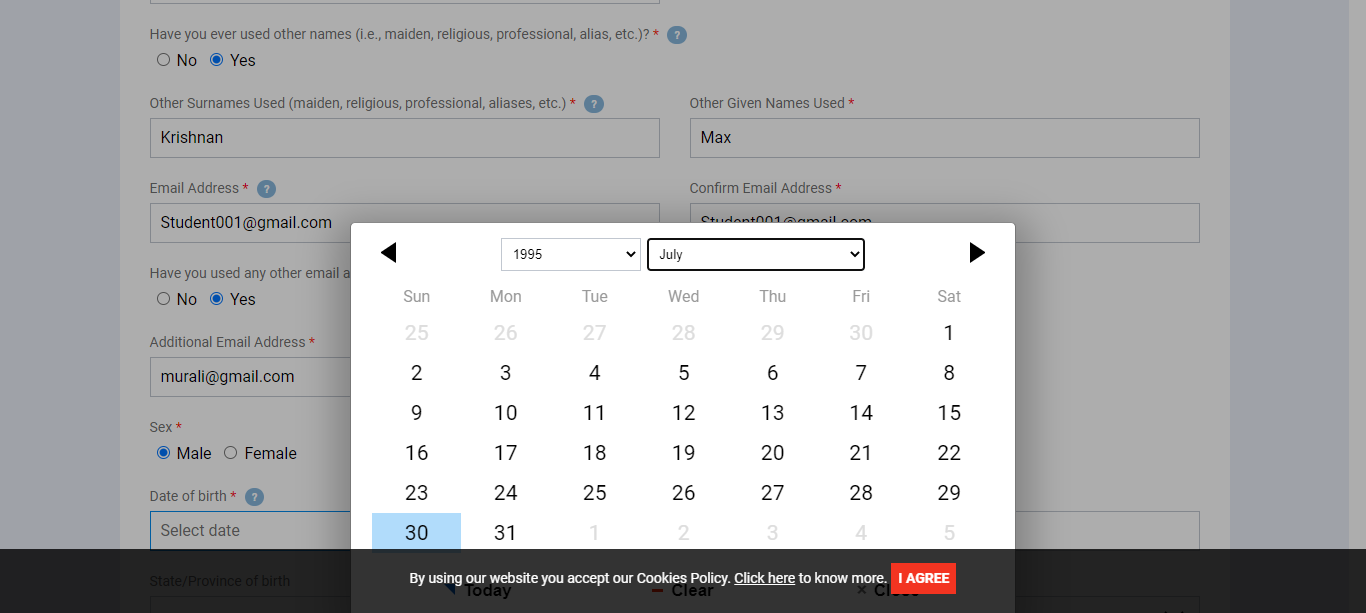 Have you ever used other names (i.e., maiden, religious, professional, alias, etc.)? * ?
No Yes
Other Surnames Used (maiden, religious, professional, aliases, etc.) * ? Other Given Names Used *
Krishnan Max
Email Address * ? Confirm Email Address *
Student001@gmail.com Student001@gmail.com
1995 July
Have you used any other email a
No Yes
Sun Mon Tue Wed Thu Fri Sat
25 26 27 28 29 30 1
Additional Email Address *
2 3 4 5 6 7 8
murali@gmail.com
9 10 11 12 13 14 15
Sex *
Male Female
16 17 18 19 20 21 22
Date of birth * ?
23 24 25 26 27 28 29
Select date
30 31 1 2 3 4 5
State/Province of birth
By using our website you accept our Cookies Policy. Click here to know more. I AGREE
Today Clear × Close